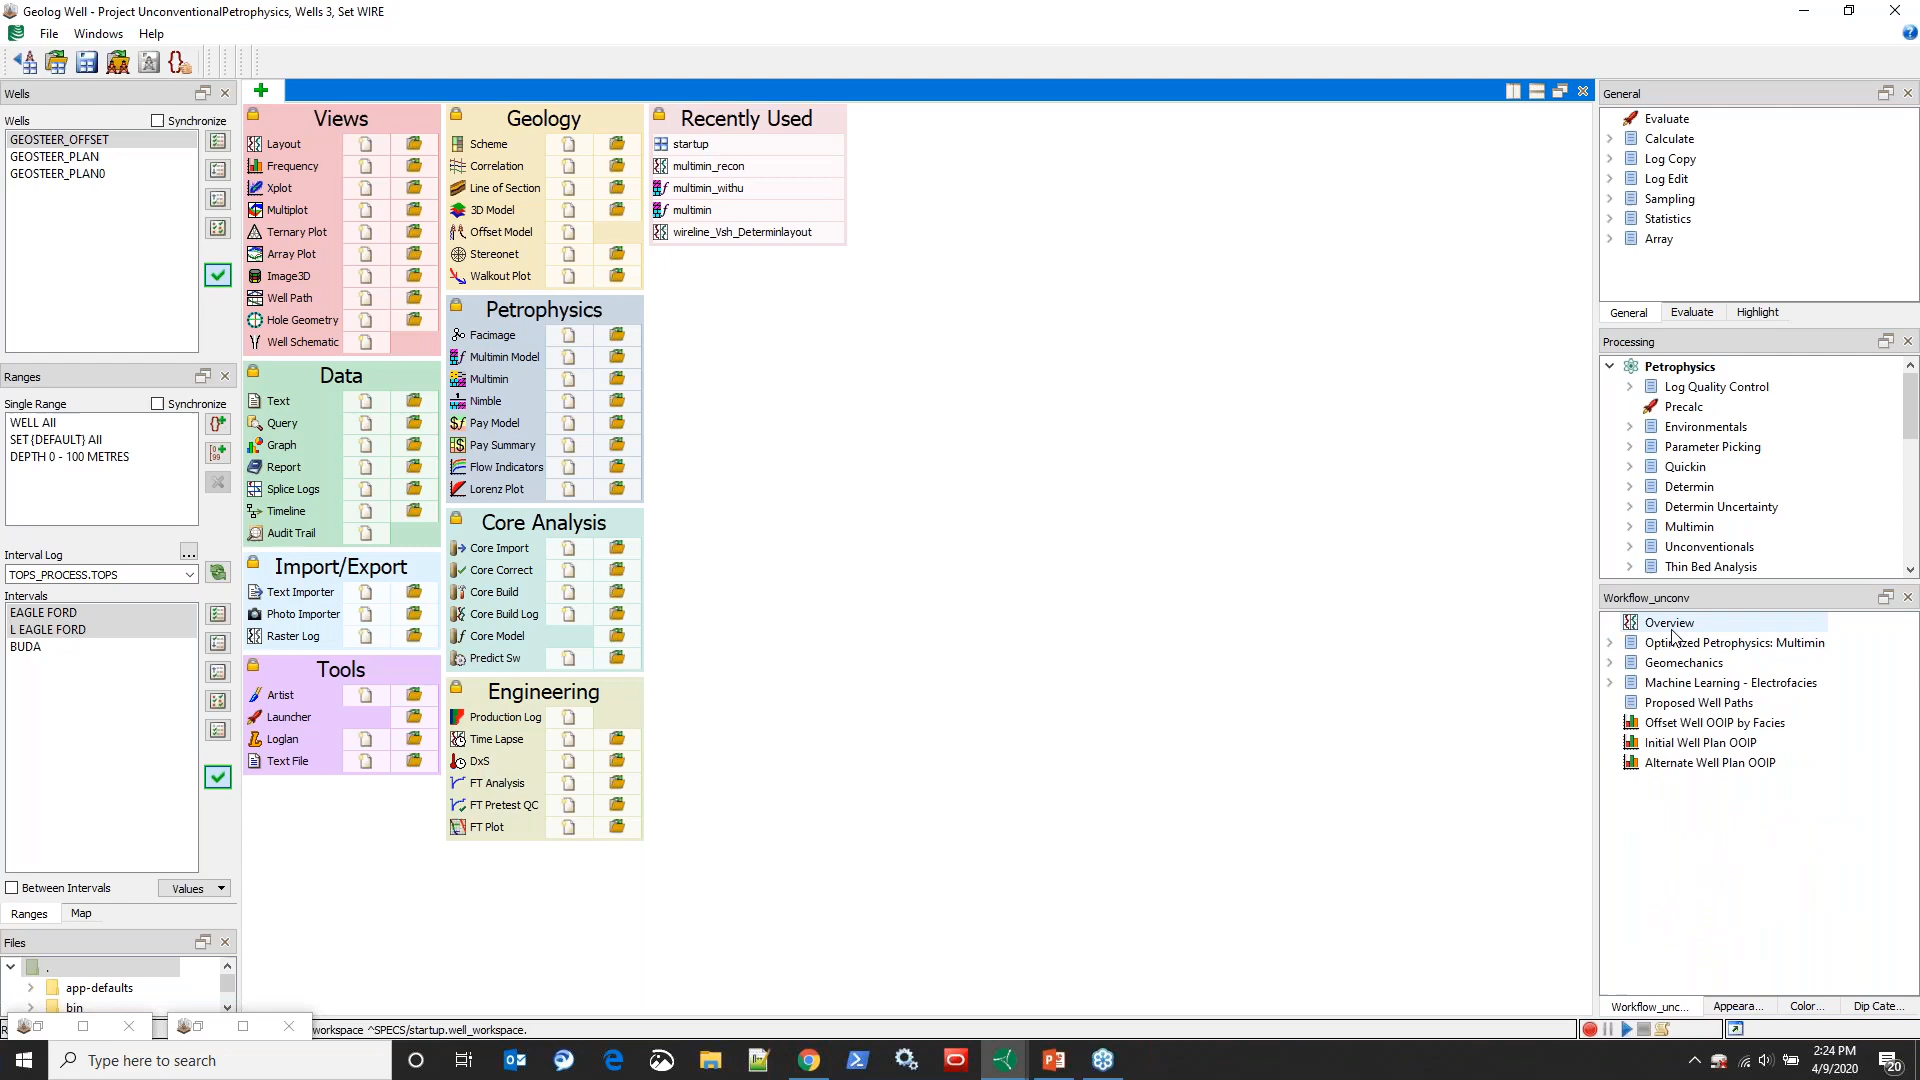 Geolog Well - Project UnconventionalPetrophysics, Wells 3, Set WIRE
File Windows Help
Wells
Wells Synchronize
GEOSTEER_OFFSET
GEOSTEER_PLAN
GEOSTEER_PLAN0
Ranges
Single Range Synchronize
WELL All
SET {DEFAULT} All
DEPTH 0 - 100 METRES
Interval Log ...
TOPS_PROCESS.TOPS
Intervals
EAGLE FORD
L EAGLE FORD
BUDA
Between Intervals Values
Ranges Map
Files
.
app-defaults
bin
Views
Layout
Frequency
Xplot
Multiplot
Ternary Plot
Array Plot
Image3D
Well Path
Hole Geometry
Well Schematic
Data
Text
Query
Graph
Report
Splice Logs
Timeline
Audit Trail
Import/Export
Text Importer
Photo Importer
Raster Log
Tools
Artist
Launcher
Loglan
Text File
Geology
Scheme
Correlation
Line of Section
3D Model
Offset Model
Stereonet
Walkout Plot
Petrophysics
Facimage
Multimin Model
Multimin
Nimble
Pay Model
Pay Summary
Flow Indicators
Lorenz Plot
Core Analysis
Core Import
Core Correct
Core Build
Core Build Log
Core Model
Predict Sw
Engineering
Production Log
Time Lapse
DxS
FT Analysis
FT Pretest QC
FT Plot
Recently Used
startup
multimin_recon
multimin_withu
multimin
wireline_Vsh_Determinlayout
General
Evaluate
Calculate
Log Copy
Log Edit
Sampling
Statistics
Array
General Evaluate Highlight
Processing
Petrophysics
Log Quality Control
Precalc
Environmentals
Parameter Picking
Quickin
Determin
Determin Uncertainty
Multimin
Unconventionals
Thin Bed Analysis
Workflow_unconv
Overview
Optimized Petrophysics: Multimin
Geomechanics
Machine Learning - Electrofacies
Proposed Well Paths
Offset Well OOIP by Facies
Initial Well Plan OOIP
Alternate Well Plan OOIP
Workflow_unc... Appeara... Color... Dip Cate...
workspace ^SPECS/startup.well_workspace.
Type here to search
2:24 PM
4/9/2020
20